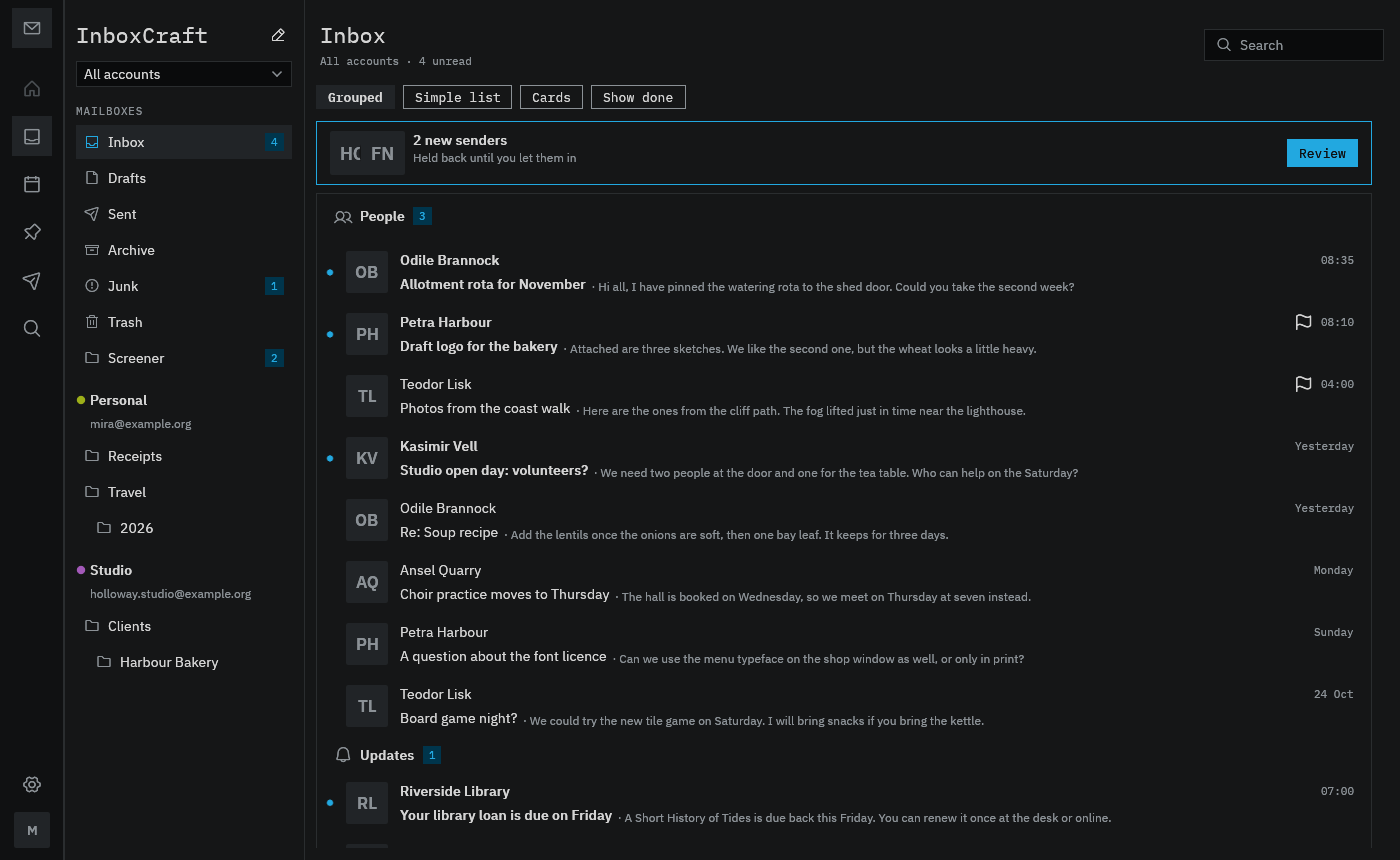 InboxCraft
All accounts
MAILBOXES
Inbox 4
Drafts
Sent
Archive
Junk 1
Trash
Screener 2
Personal
mira@example.org
Receipts
Travel
2026
Studio
holloway.studio@example.org
Clients
Harbour Bakery
M
Inbox
All accounts · 4 unread
Search
Grouped Simple list Cards Show done
FN
2 new senders
Held back until you let them in
Review
People 3
OB Odile Brannock 08:35
Allotment rota for November · Hi all, I have pinned the watering rota to the shed door. Could you take the second week?
PH Petra Harbour 08:10
Draft logo for the bakery · Attached are three sketches. We like the second one, but the wheat looks a little heavy.
TL Teodor Lisk 04:00
Photos from the coast walk · Here are the ones from the cliff path. The fog lifted just in time near the lighthouse.
KV Kasimir Vell Yesterday
Studio open day: volunteers? · We need two people at the door and one for the tea table. Who can help on the Saturday?
OB Odile Brannock Yesterday
Re: Soup recipe · Add the lentils once the onions are soft, then one bay leaf. It keeps for three days.
AQ Ansel Quarry Monday
Choir practice moves to Thursday · The hall is booked on Wednesday, so we meet on Thursday at seven instead.
PH Petra Harbour Sunday
A question about the font licence · Can we use the menu typeface on the shop window as well, or only in print?
TL Teodor Lisk 24 Oct
Board game night? · We could try the new tile game on Saturday. I will bring snacks if you bring the kettle.
Updates 1
RL Riverside Library 07:00
Your library loan is due on Friday · A Short History of Tides is due back this Friday. You can renew it once at the desk or online.